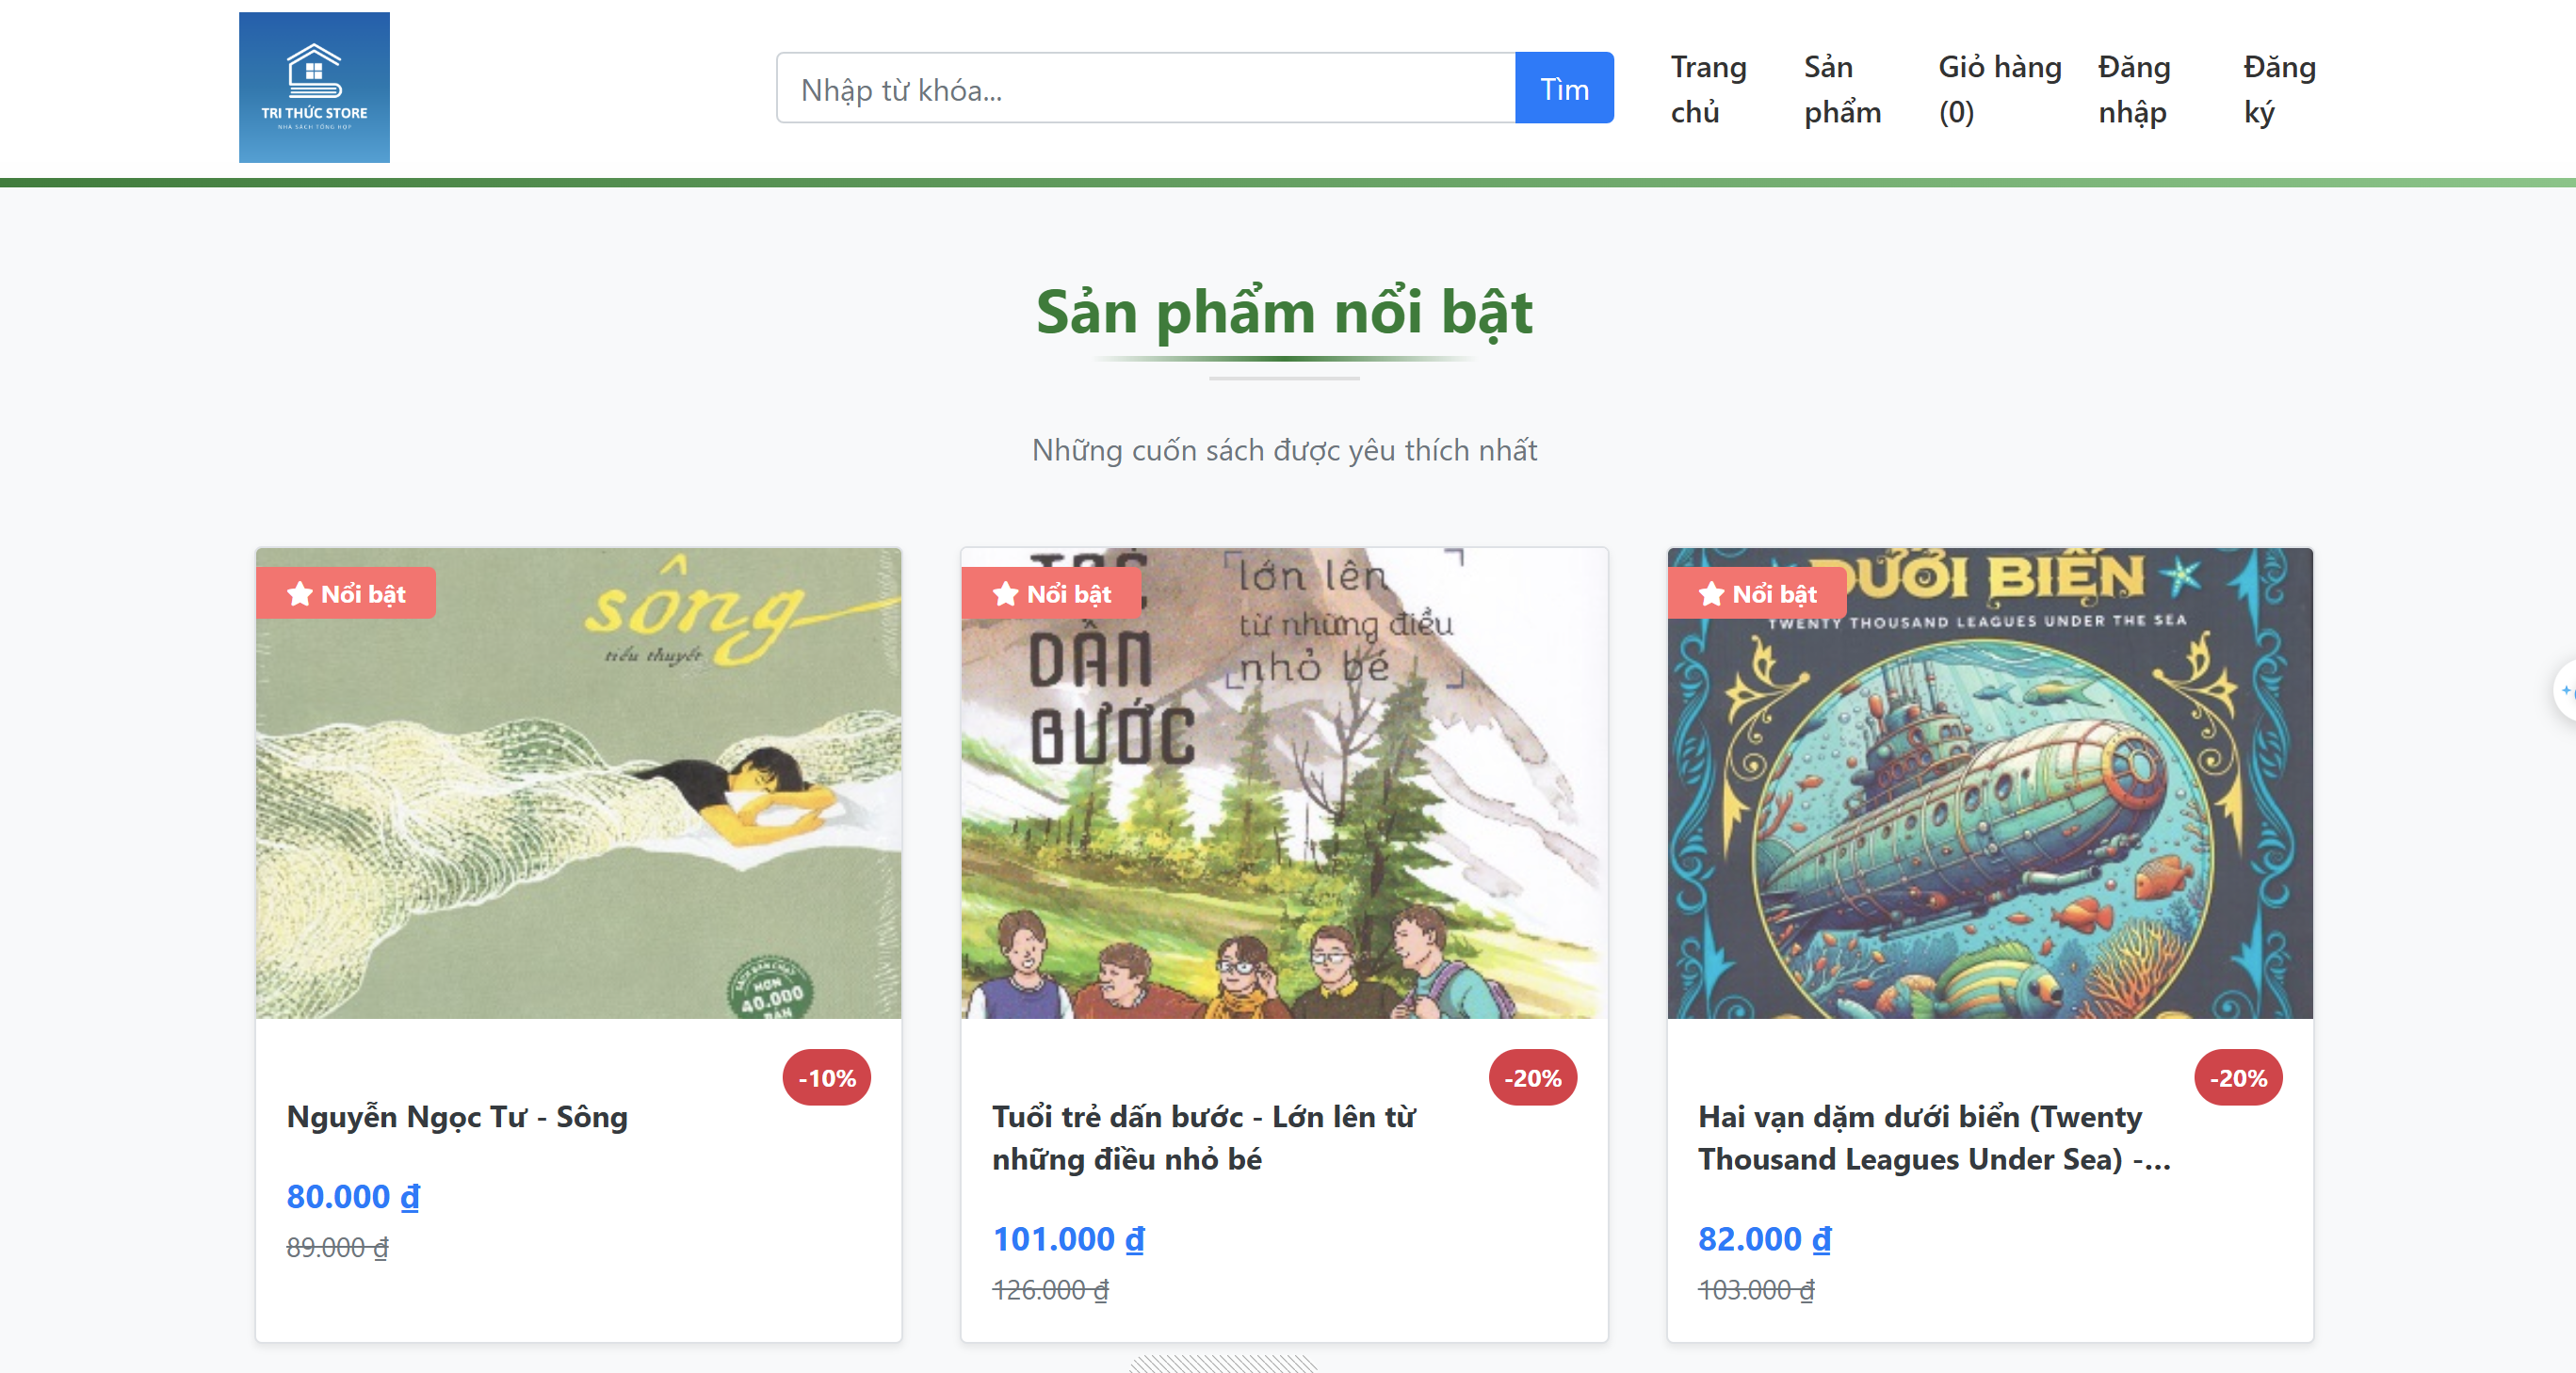 TRI THỨC STORE
NHÀ SÁCH TỔNG HỢP
Nhập từ khóa...
Tìm
Trang chủ
Sản phẩm
Giỏ hàng (0)
Đăng nhập
Đăng ký
Sản phẩm nổi bật
Những cuốn sách được yêu thích nhất
Nổi bật
sông
tiểu thuyết
SÁCH BÁN CHẠY
HƠN
40.000
BẢN
-10%
Nguyễn Ngọc Tư - Sông
80.000 ₫
89.000 ₫
Nổi bật
DẤN
BƯỚC
lớn lên
từ những điều
nhỏ bé
-20%
Tuổi trẻ dấn bước - Lớn lên từ
những điều nhỏ bé
101.000 ₫
126.000 ₫
Nổi bật
DƯỚI BIỂN
TWENTY THOUSAND LEAGUES UNDER THE SEA
-20%
Hai vạn dặm dưới biển (Twenty
Thousand Leagues Under Sea) -...
82.000 ₫
103.000 ₫